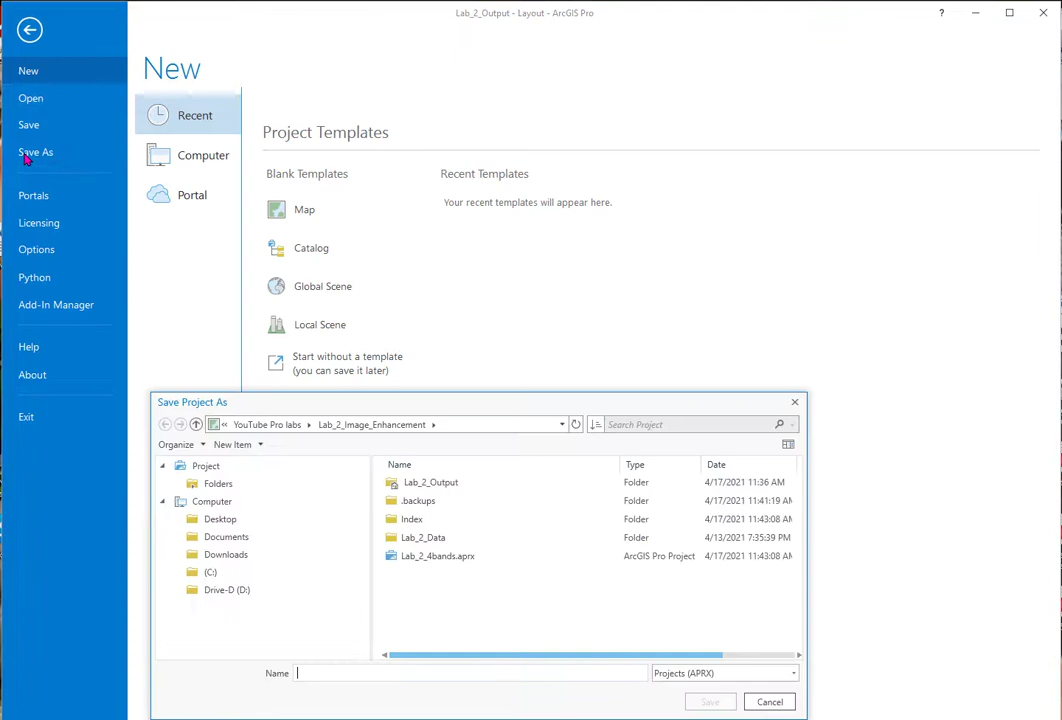 Lab_2_Output - Layout - ArcGIS Pro
?
New
Open
Save
Save As
Portals
Licensing
Options
Python
Add-In Manager
Help
About
Exit
New
Recent
Computer
Portal
Project Templates
Blank Templates
Map
Catalog
Global Scene
Local Scene
Start without a template
(you can save it later)
Recent Templates
Your recent templates will appear here.
Save Project As
YouTube Pro labs
Lab_2_Image_Enhancement
Search Project
Organize
New Item
Project
Folders
Computer
Desktop
Documents
Downloads
(C:)
Drive-D (D:)
Name Type Date
Lab_2_Output Folder 4/17/2021 11:36 AM
.backups Folder 4/17/2021 11:41:19 AM
Index Folder 4/17/2021 11:43:08 AM
Lab_2_Data Folder 4/13/2021 7:35:39 PM
Lab_2_4bands.aprx ArcGIS Pro Project 4/17/2021 11:43:08 AM
Name
Projects (APRX)
Save
Cancel